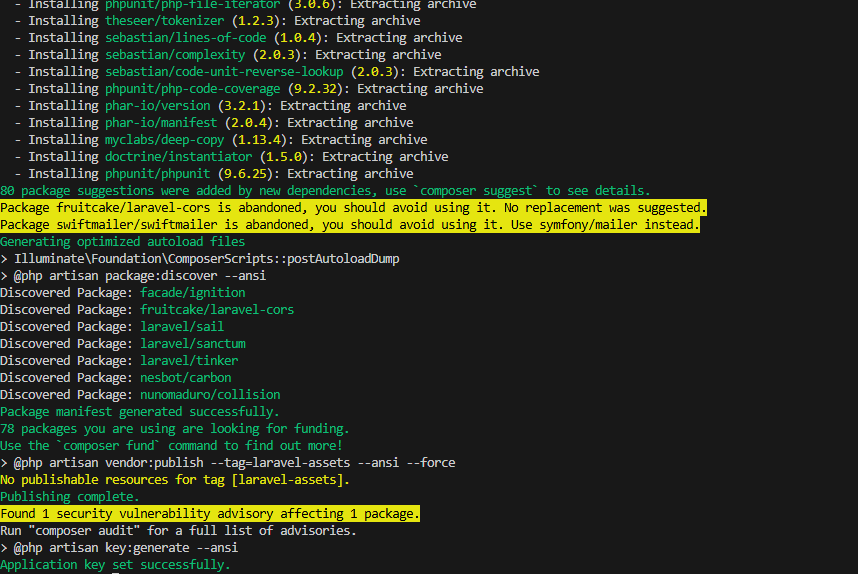 - Installing phpunit/php-file-iterator (3.0.6): Extracting archive
- Installing theseer/tokenizer (1.2.3): Extracting archive
- Installing sebastian/lines-of-code (1.0.4): Extracting archive
- Installing sebastian/complexity (2.0.3): Extracting archive
- Installing sebastian/code-unit-reverse-lookup (2.0.3): Extracting archive
- Installing phpunit/php-code-coverage (9.2.32): Extracting archive
- Installing phar-io/version (3.2.1): Extracting archive
- Installing phar-io/manifest (2.0.4): Extracting archive
- Installing myclabs/deep-copy (1.13.4): Extracting archive
- Installing doctrine/instantiator (1.5.0): Extracting archive
- Installing phpunit/phpunit (9.6.25): Extracting archive
80 package suggestions were added by new dependencies, use `composer suggest` to see details.
Package fruitcake/laravel-cors is abandoned, you should avoid using it. No replacement was suggested.
Package swiftmailer/swiftmailer is abandoned, you should avoid using it. Use symfony/mailer instead.
Generating optimized autoload files
> Illuminate\Foundation\ComposerScripts::postAutoloadDump
> @php artisan package:discover --ansi
Discovered Package: facade/ignition
Discovered Package: fruitcake/laravel-cors
Discovered Package: laravel/sail
Discovered Package: laravel/sanctum
Discovered Package: laravel/tinker
Discovered Package: nesbot/carbon
Discovered Package: nunomaduro/collision
Package manifest generated successfully.
78 packages you are using are looking for funding.
Use the `composer fund` command to find out more!
> @php artisan vendor:publish --tag=laravel-assets --ansi --force
No publishable resources for tag [laravel-assets].
Publishing complete.
Found 1 security vulnerability advisory affecting 1 package.
Run "composer audit" for a full list of advisories.
> @php artisan key:generate --ansi
Application key set successfully.